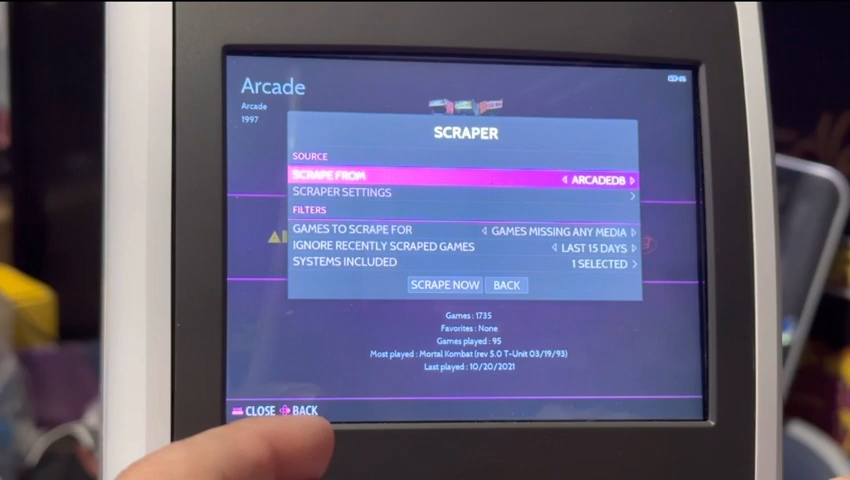 Arcade
Arcade
1997
SCRAPER
SOURCE
SCRAPE FROM ARCADEDB
SCRAPER SETTINGS
FILTERS
GAMES TO SCRAPE FOR GAMES MISSING ANY MEDIA
IGNORE RECENTLY SCRAPED GAMES LAST 15 DAYS
SYSTEMS INCLUDED 1 SELECTED
SCRAPE NOW BACK
Games : 1735
Favorites : None
Games played : 95
Most played : Mortal Kombat (rev 5.0 T-Unit 03/19/93)
Last played : 10/20/2021
CLOSE BACK